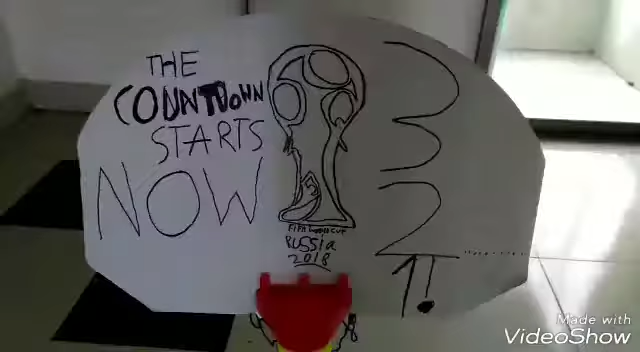 THE
COUNTDOWN
STARTS
NOW
FIFA WORLD CUP
RUSSIA
2018
3
2
1!
Made with
VideoShow